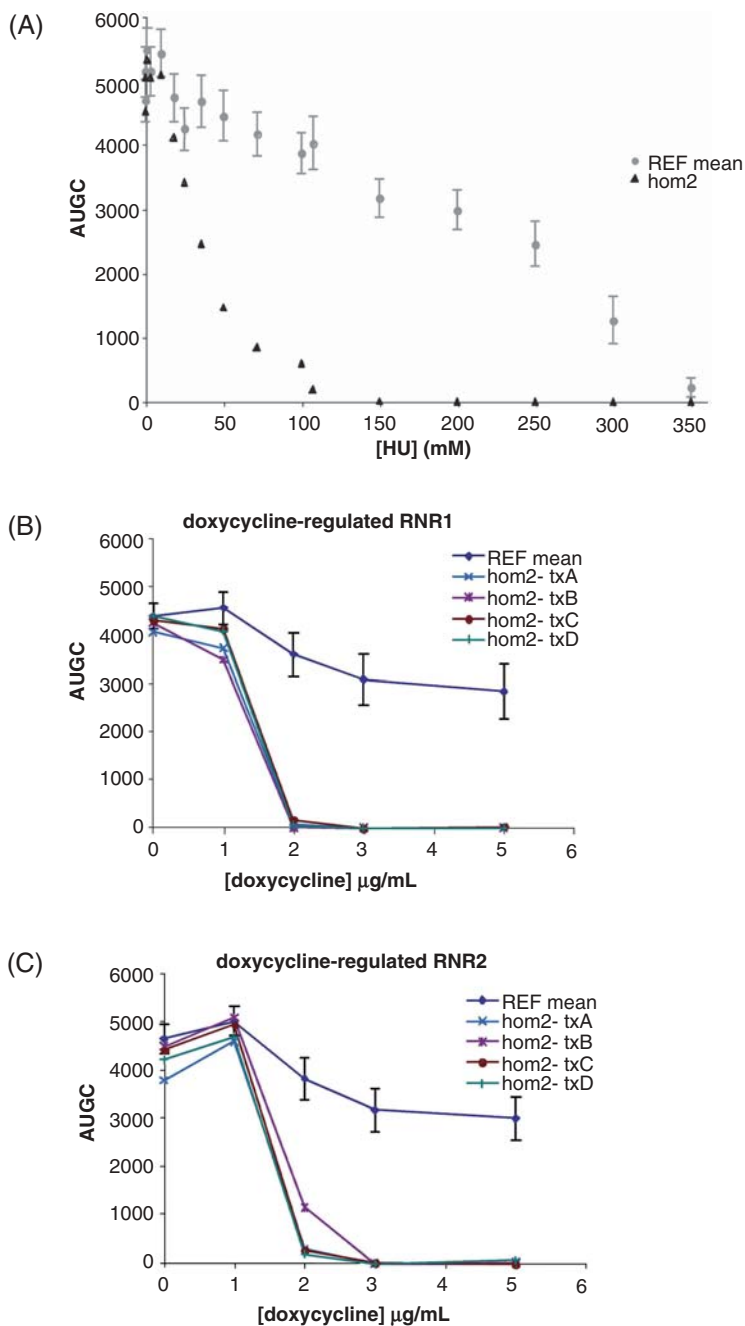 (A)
6000
5000
4000
3000
2000
1000
0
AUGC
0 50 100 150 200 250 300 350
[HU] (mM)
REF mean
hom2
(B)
doxycycline-regulated RNR1
6000
5000
4000
3000
2000
1000
0
AUGC
0 1 2 3 4 5 6
[doxycycline] μg/mL
REF mean
hom2- txA
hom2- txB
hom2- txC
hom2- txD
(C)
doxycycline-regulated RNR2
6000
5000
4000
3000
2000
1000
0
AUGC
0 1 2 3 4 5 6
[doxycycline] μg/mL
REF mean
hom2- txA
hom2- txB
hom2- txC
hom2- txD